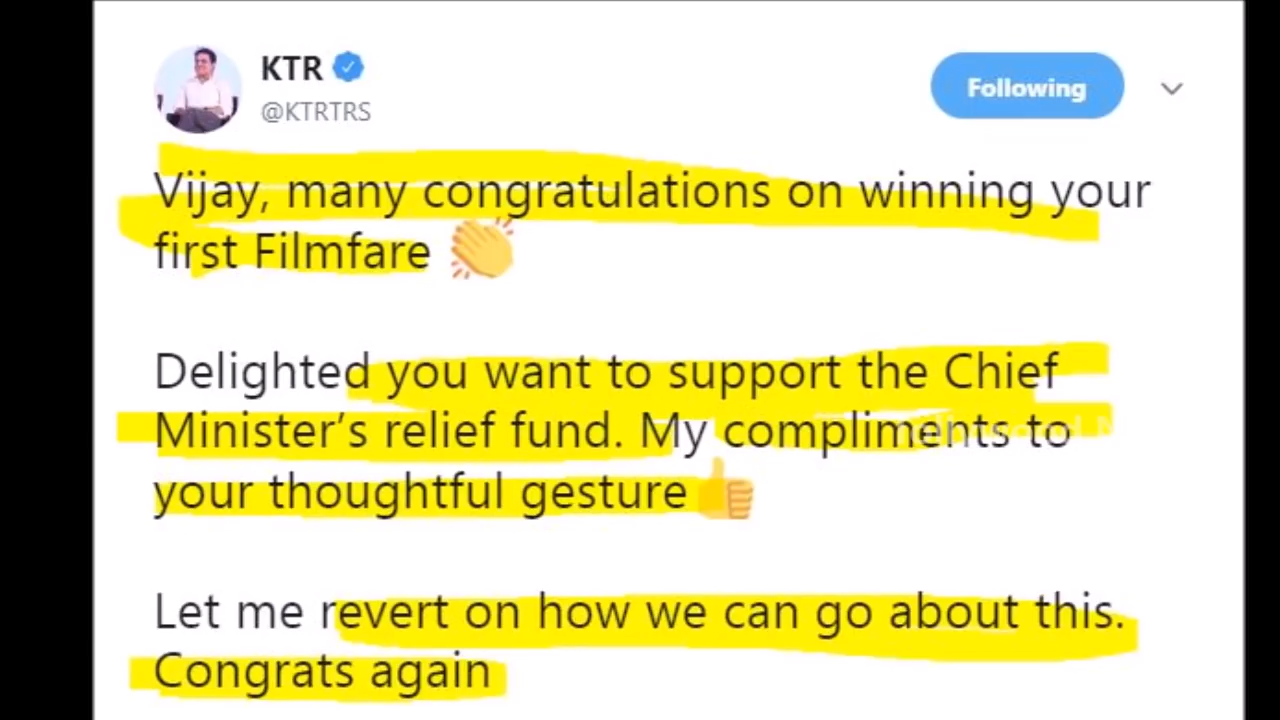 KTR
@KTRTRS
Following
Vijay, many congratulations on winning your
first Filmfare 👏
Delighted you want to support the Chief
Minister’s relief fund. My compliments to
your thoughtful gesture 👍
Let me revert on how we can go about this.
Congrats again